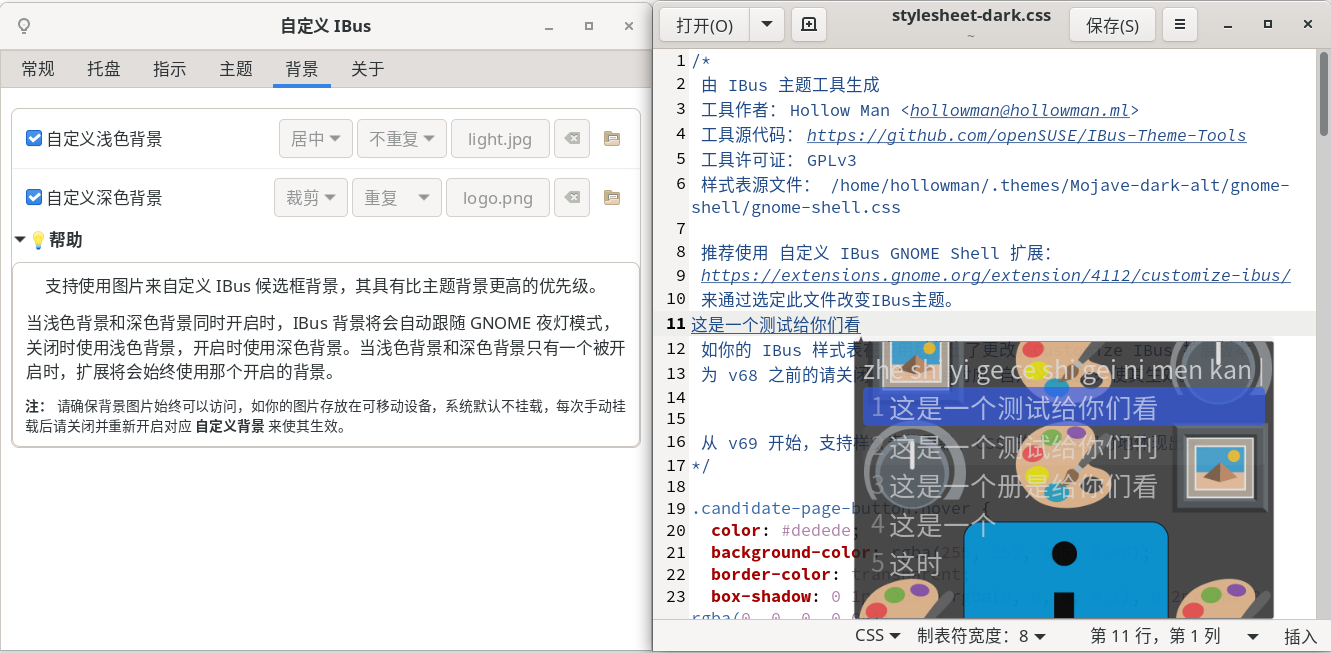 自定义 IBus
常规 托盘 指示 主题 背景 关于
自定义浅色背景 居中 不重复 light.jpg
自定义深色背景 裁剪 重复 logo.png
帮助
支持使用图片来自定义 IBus 候选框背景，其具有比主题背景更高的优先级。
当浅色背景和深色背景同时开启时，IBus 背景将会自动跟随 GNOME 夜灯模式，
关闭时使用浅色背景，开启时使用深色背景。当浅色背景和深色背景只有一个被开
启时，扩展将会始终使用那个开启的背景。
注： 请确保背景图片始终可以访问，如你的图片存放在可移动设备，系统默认不挂载，每次手动挂
载后请关闭并重新开启对应 自定义背景 来使其生效。
打开(O) stylesheet-dark.css 保存(S)
~
1 /*
2 由 IBus 主题工具生成
3 工具作者： Hollow Man <hollowman@hollowman.ml>
4 工具源代码： https://github.com/openSUSE/IBus-Theme-Tools
5 工具许可证： GPLv3
6 样式表源文件： /home/hollowman/.themes/Mojave-dark-alt/gnome-
shell/gnome-shell.css
7
8 推荐使用 自定义 IBus GNOME Shell 扩展：
9 https://extensions.gnome.org/extension/4112/customize-ibus/
10 来通过选定此文件改变IBus主题。
11 这是一个测试给你们看
12 如你的 IBus 样式表在
13 为 v68 之前的请关闭
14
15
16 从 v69 开始，支持样
17 */
18
19 .candidate-page-button:hover {
20 color: #dedede;
21 background-color:
22 border-color:
23 box-shadow: 0
zhe shi yi ge ce shi gei ni men kan |
1 这是一个测试给你们看
2 这是一个测试给你们刊
3 这是一个册是给你们看
4 这是一个
5 这时
CSS 制表符宽度： 8 第 11 行，第 1 列 插入